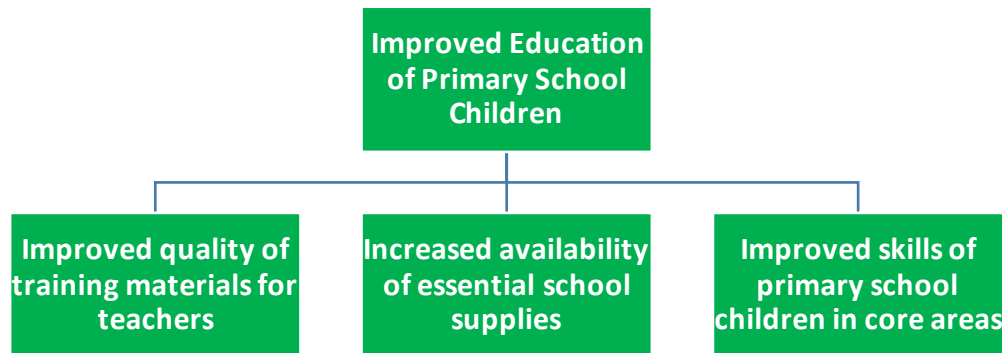 Improved Education
of Primary School
Children
Improved quality of
training materials for
teachers
Increased availability
of essential school
supplies
Improved skills of
primary school
children in core areas